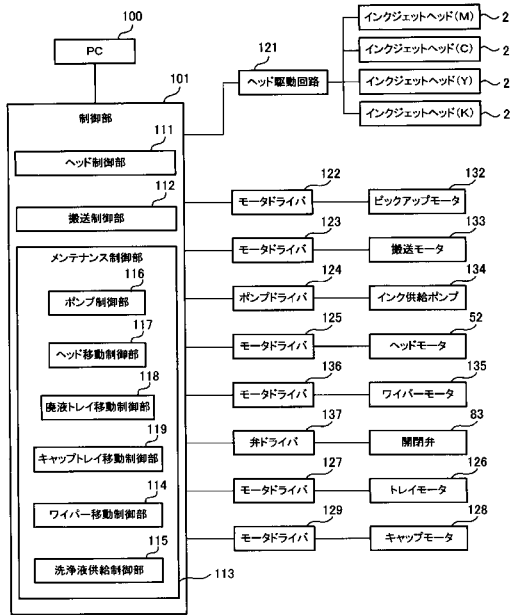 100
PC
101
制御部
111
ヘッド制御部
112
搬送制御部
メンテナンス制御部
116
ポンプ制御部
117
ヘッド移動制御部
118
廃液トレイ移動制御部
119
キャップトレイ移動制御部
114
ワイパー移動制御部
115
洗浄液供給制御部
113
121
ヘッド駆動回路
インクジェットヘッド(M) 2
インクジェットヘッド(C) 2
インクジェットヘッド(Y) 2
インクジェットヘッド(K) 2
122 132
モータドライバ ピックアップモータ
123 133
モータドライバ 搬送モータ
124 134
ポンプドライバ インク供給ポンプ
125 52
モータドライバ ヘッドモータ
136 135
モータドライバ ワイパーモータ
137 83
弁ドライバ 開閉弁
127 126
モータドライバ トレイモータ
129 128
モータドライバ キャップモータ